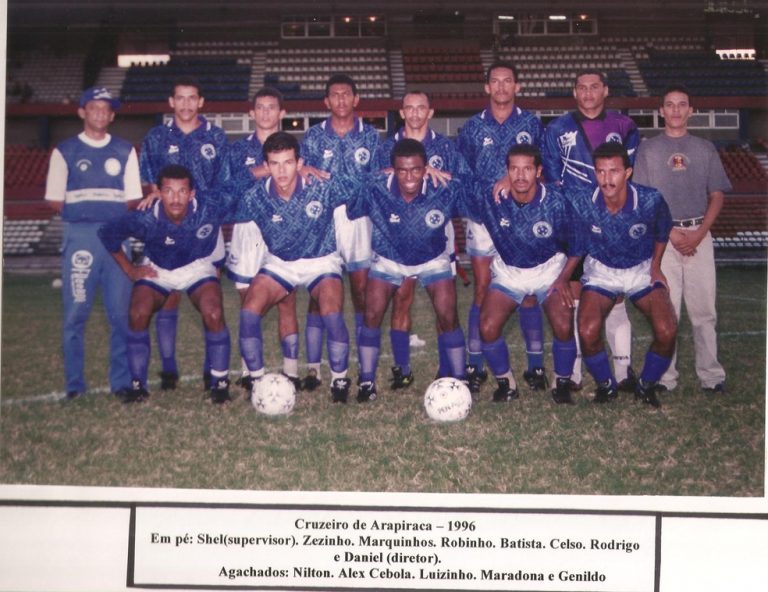 Cruzeiro de Arapiraca – 1996
Em pé: Shel(supervisor). Zezinho. Marquinhos. Robinho. Batista. Celso. Rodrigo
e Daniel (diretor).
Agachados: Nilton. Alex Cebola. Luizinho. Maradona e Genildo